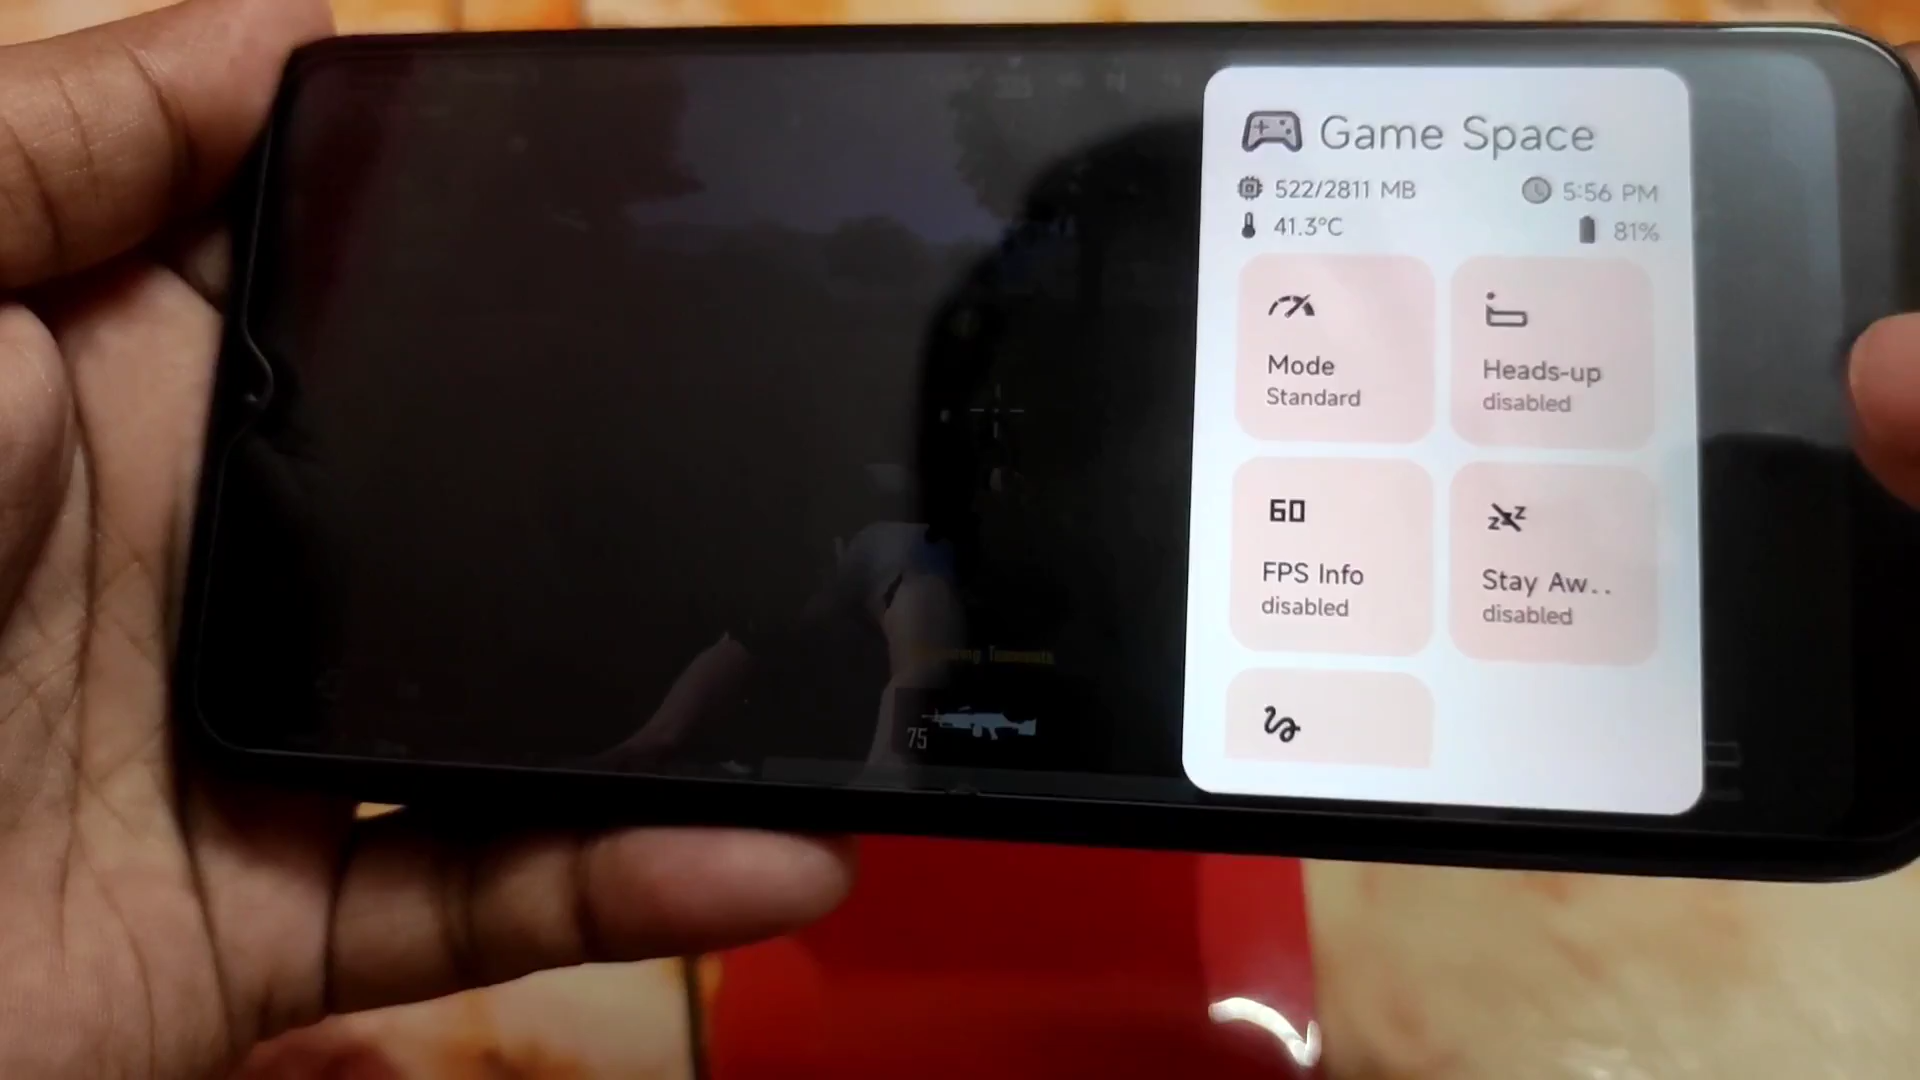 Game Space
522/2811 MB
5:56 PM
41.3°C
81%
Mode
Standard
Heads-up
disabled
60
FPS Info
disabled
zzz
Stay Aw..
disabled
75